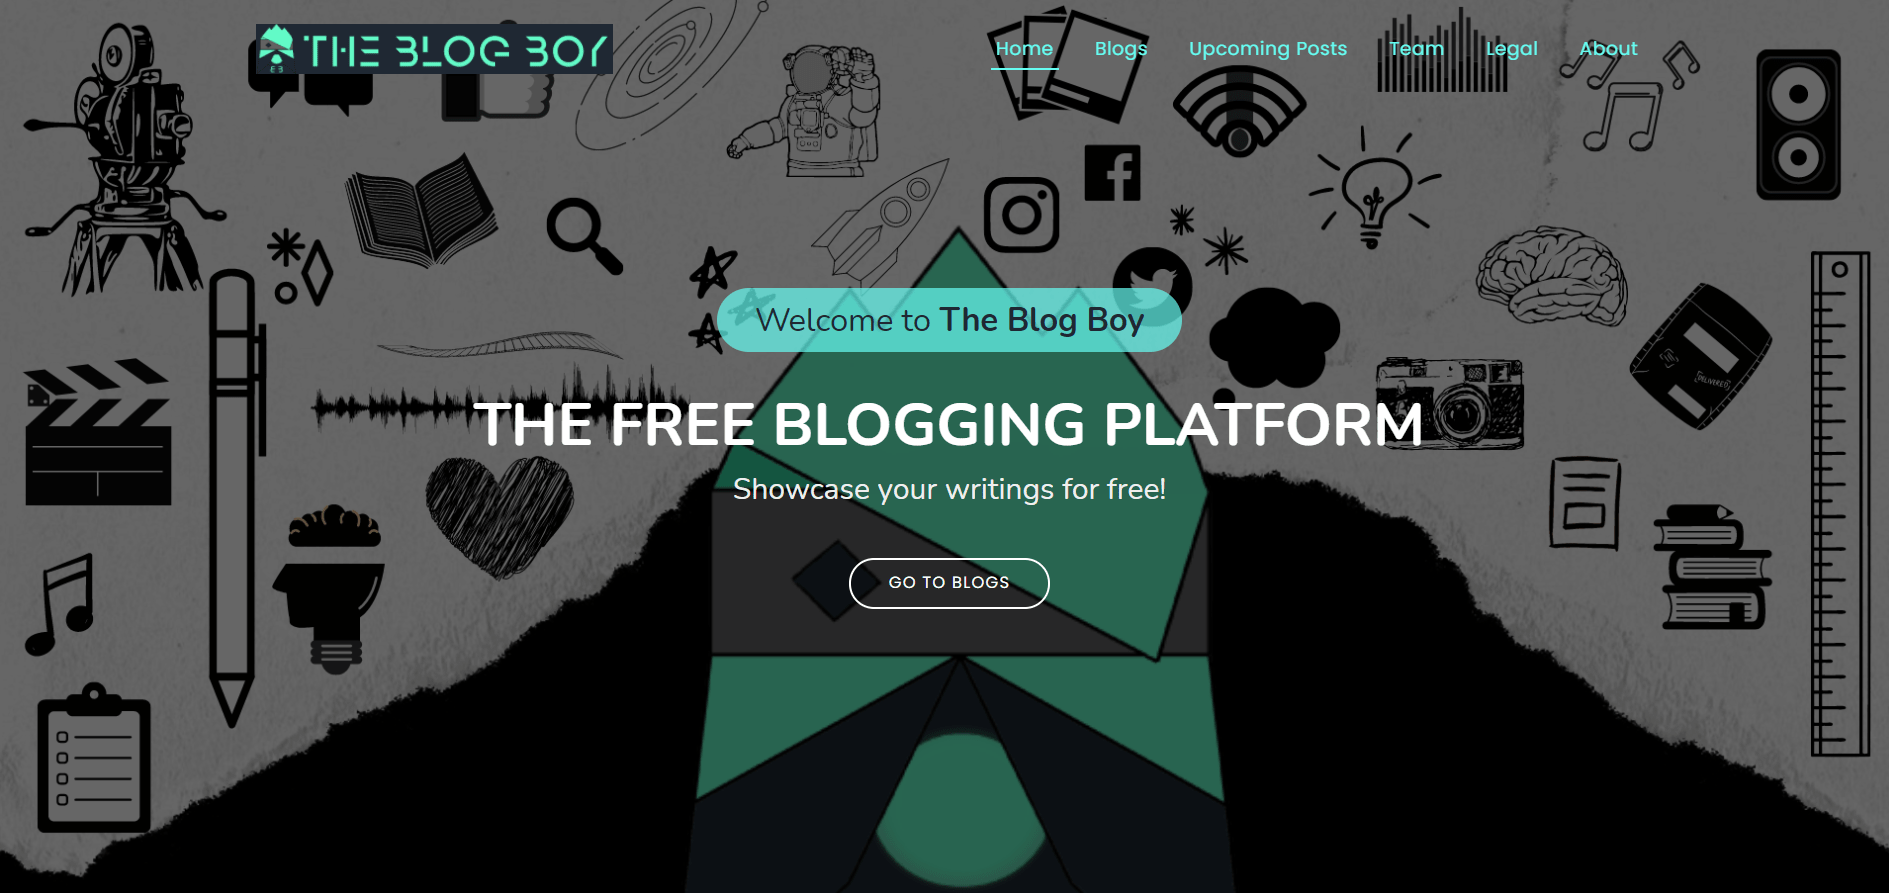 THE BLOG BOY
Home Blogs Upcoming Posts Team Legal About
Welcome to The Blog Boy
THE FREE BLOGGING PLATFORM
Showcase your writings for free!
GO TO BLOGS